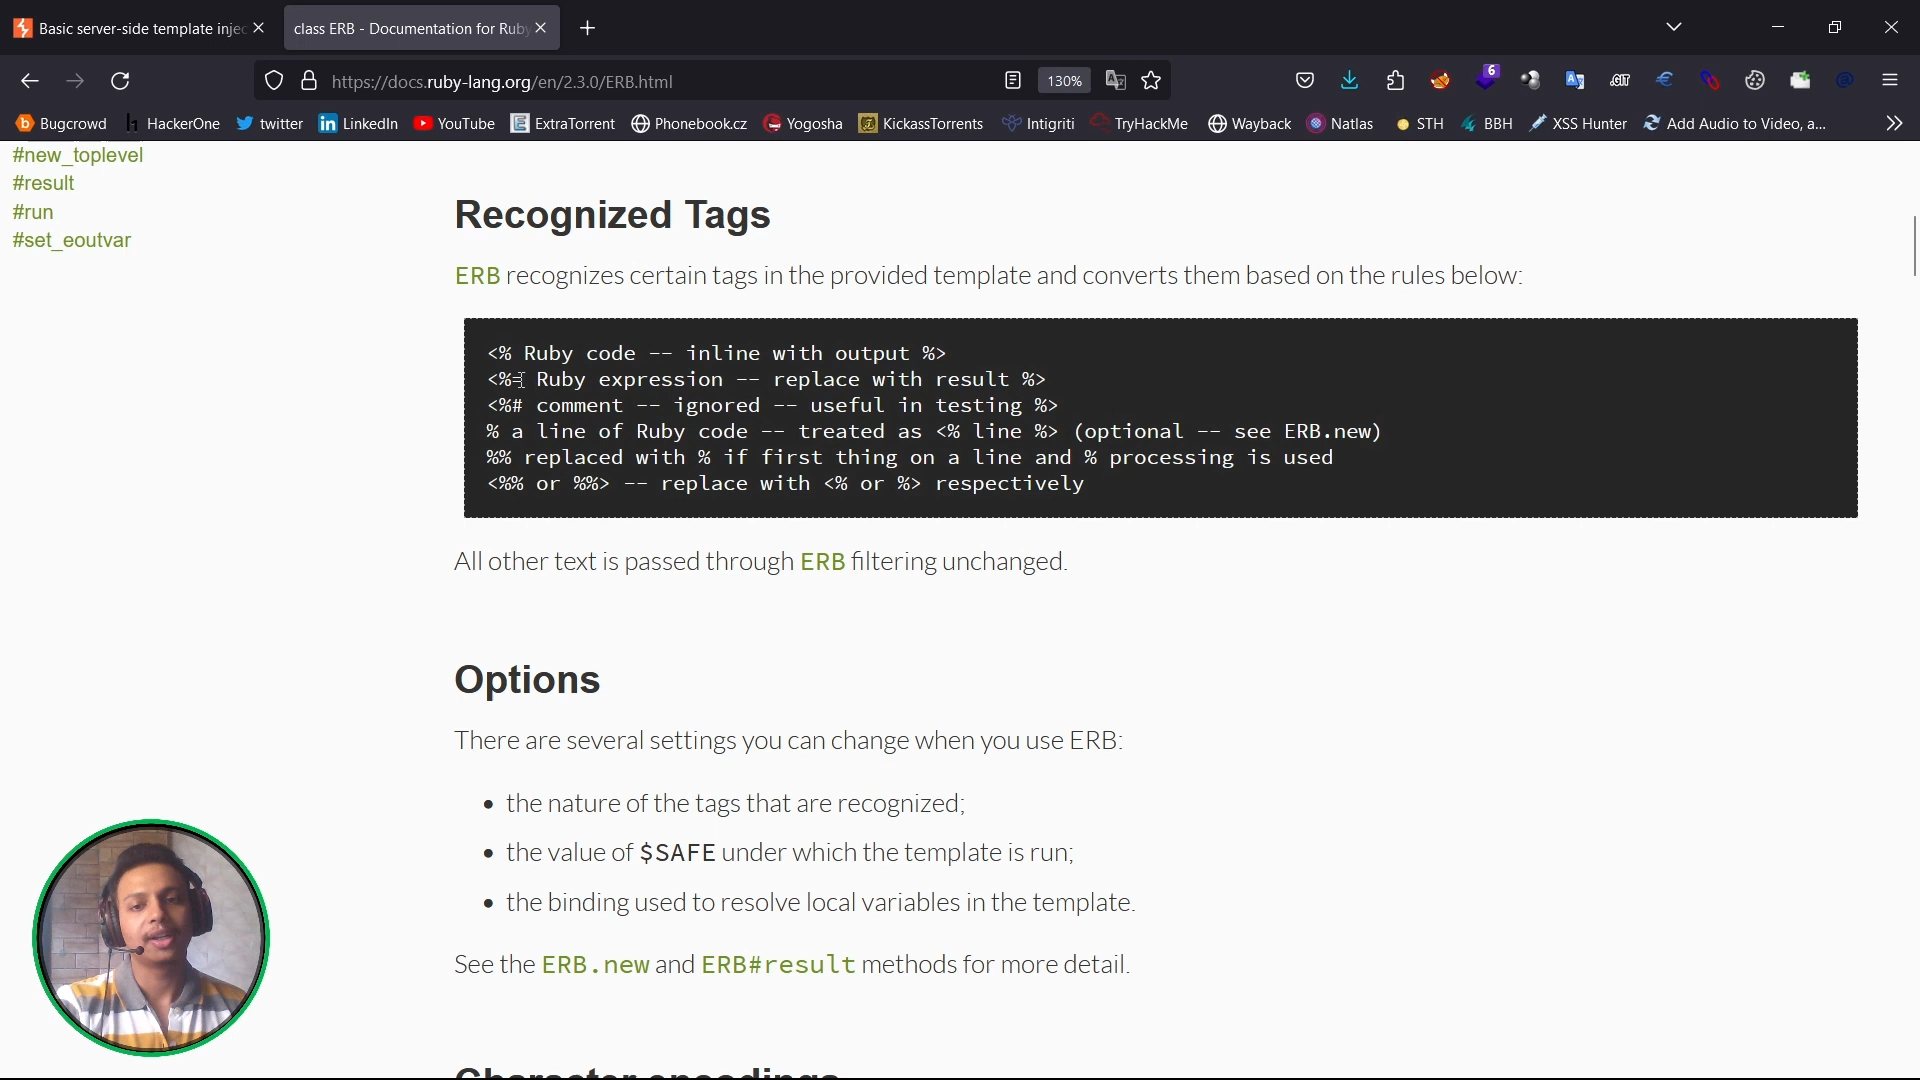 Basic server-side template injec
class ERB - Documentation for Ruby
https://docs.ruby-lang.org/en/2.3.0/ERB.html
130%
6
.GIT
Bugcrowd
HackerOne
twitter
LinkedIn
YouTube
ExtraTorrent
Phonebook.cz
Yogosha
KickassTorrents
Intigriti
TryHackMe
Wayback
Natlas
STH
BBH
XSS Hunter
Add Audio to Video, a...
#new_toplevel
#result
#run
#set_eoutvar
Recognized Tags
ERB recognizes certain tags in the provided template and converts them based on the rules below:
<% Ruby code -- inline with output %>
<%= Ruby expression -- replace with result %>
<%# comment -- ignored -- useful in testing %>
% a line of Ruby code -- treated as <% line %> (optional -- see ERB.new)
%% replaced with % if first thing on a line and % processing is used
<%% or %%> -- replace with <% or %> respectively
All other text is passed through ERB filtering unchanged.
Options
There are several settings you can change when you use ERB:
• the nature of the tags that are recognized;
• the value of $SAFE under which the template is run;
• the binding used to resolve local variables in the template.
See the ERB.new and ERB#result methods for more detail.
Character encodings